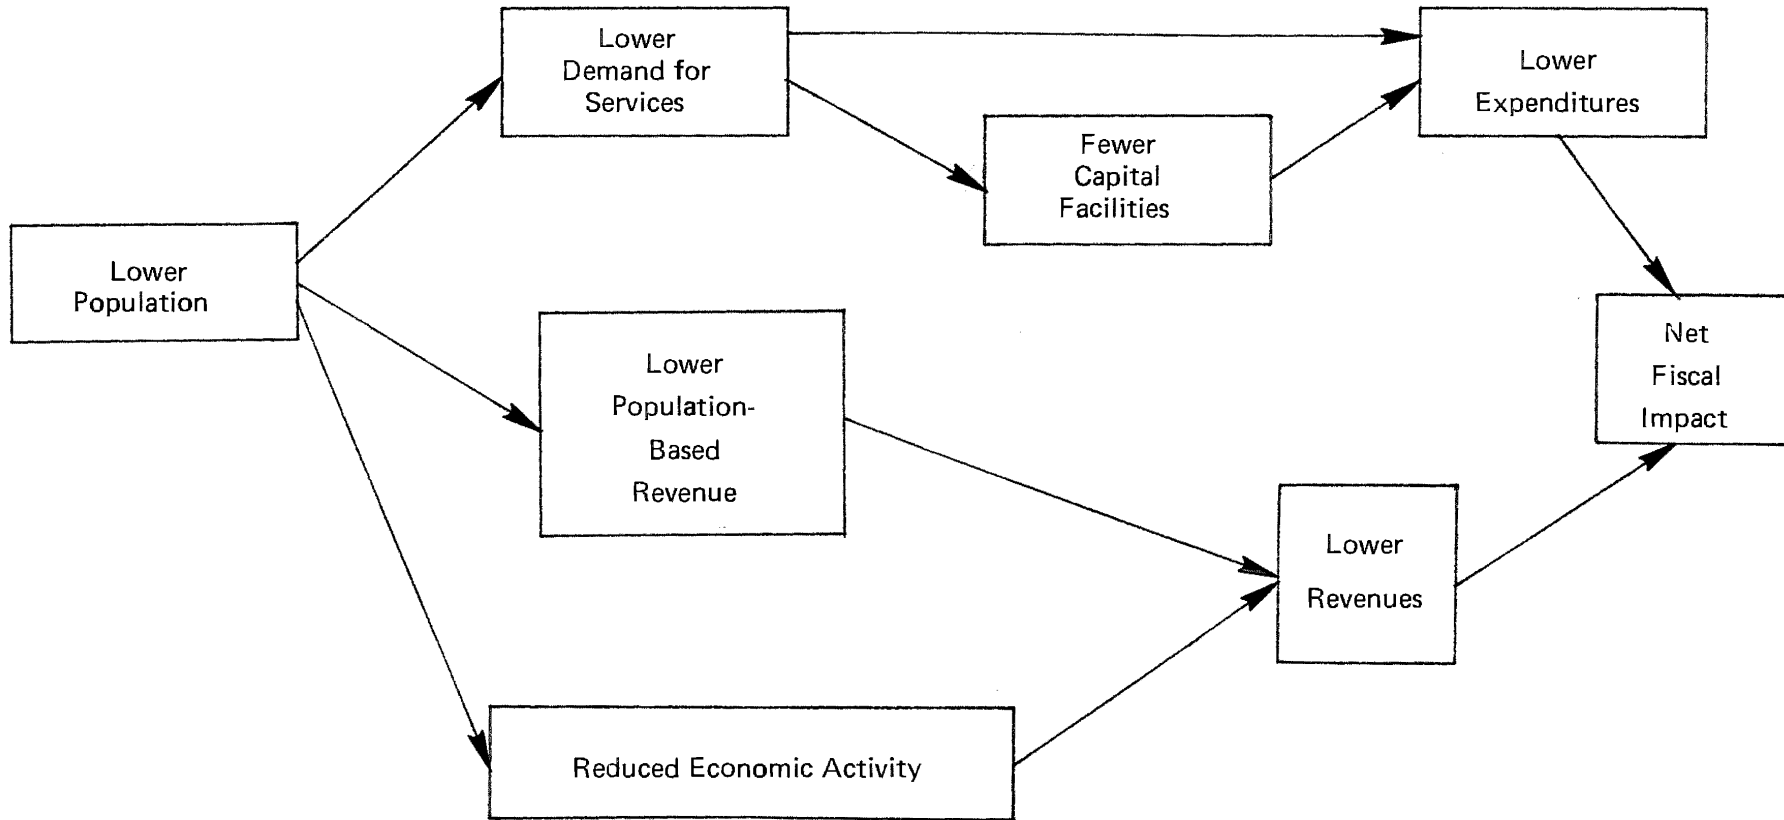 Lower
Demand for
Services
Lower
Expenditures
Fewer
Capital
Facilities
Lower
Population
Lower
Population-
Based
Revenue
Net
Fiscal
Impact
Lower
Revenues
Reduced Economic Activity